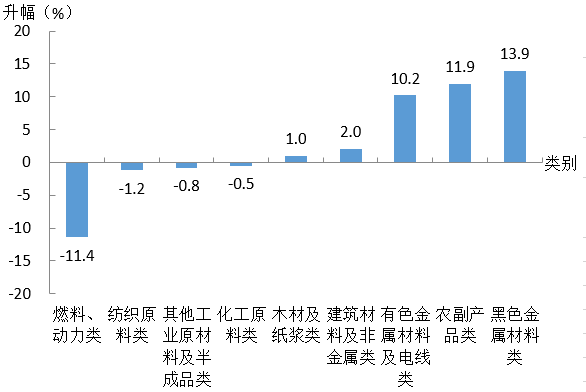 升幅（%）
20
15
10
5
0
-5
-10
-15
-20
-11.4
-1.2
-0.8
-0.5
1.0
2.0
10.2
11.9
13.9
类别
燃料、
动力类
纺织原
料类
其他工
业原材
料及半
成品类
化工原
料类
木材及
纸浆类
建筑材
料及非
金属类
有色金
属材料
及电线
类
农副产
品类
黑色金
属材料
类